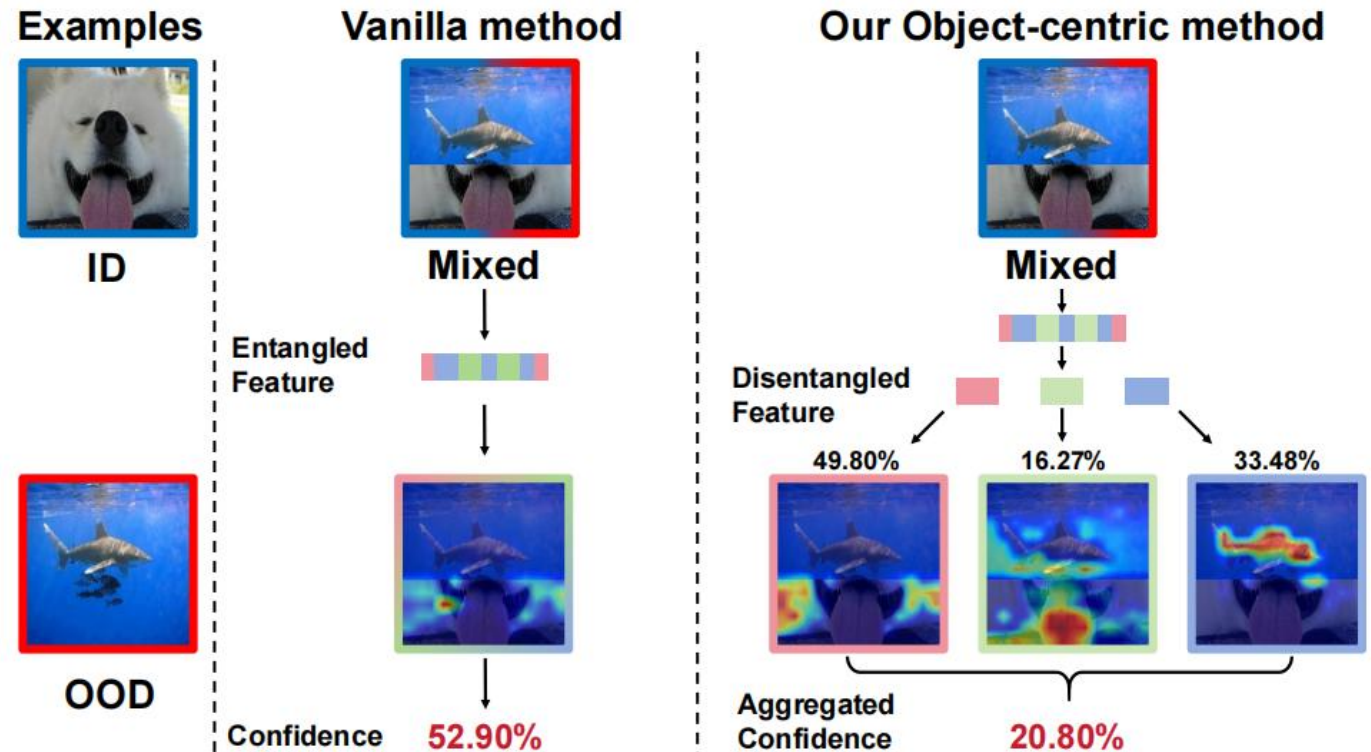 Examples
ID
OOD
Vanilla method
Mixed
Entangled
Feature
Confidence 52.90%
Our Object-centric method
Mixed
Disentangled
Feature
49.80% 16.27% 33.48%
Aggregated
Confidence 20.80%